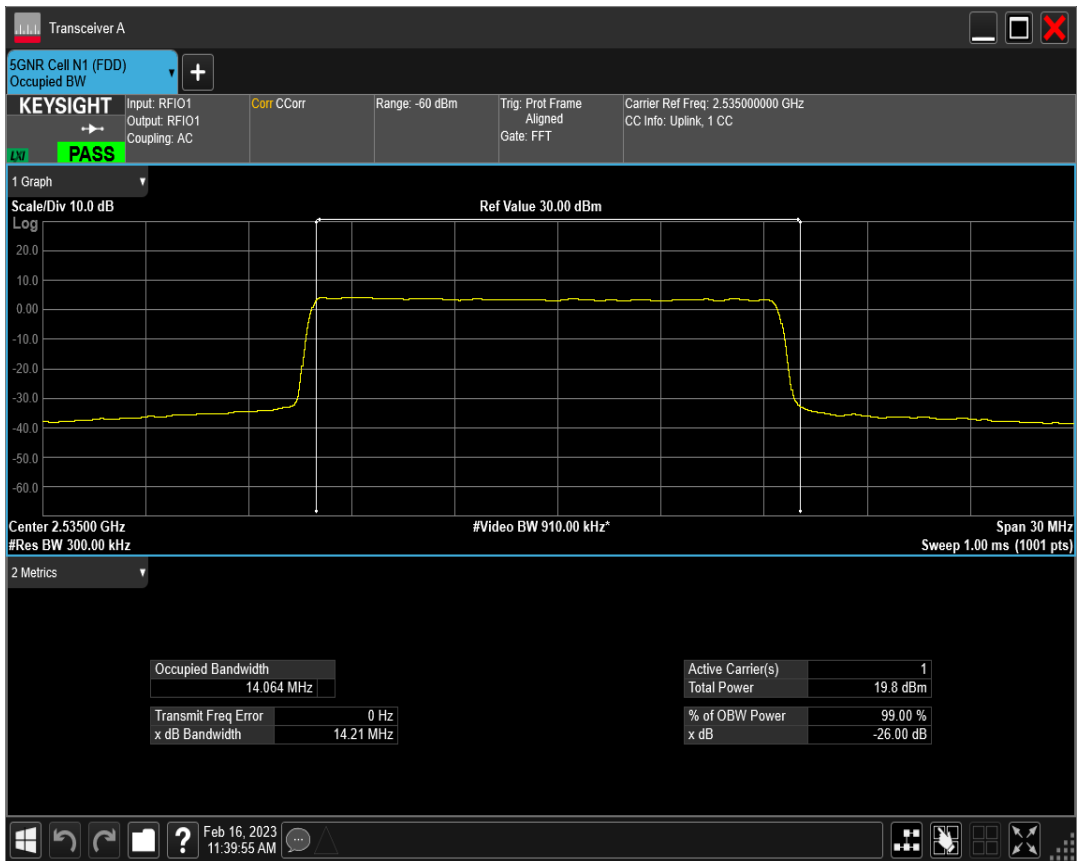 Transceiver A
5GNR Cell N1 (FDD)
Occupied BW
+
KEYSIGHT
LXI
PASS
Input: RFIO1
Output: RFIO1
Coupling: AC
Corr CCorr
Range: -60 dBm
Trig: Prot Frame
Aligned
Gate: FFT
Carrier Ref Freq: 2.535000000 GHz
CC Info: Uplink, 1 CC
1 Graph
Scale/Div 10.0 dB
Ref Value 30.00 dBm
Log
20.0
10.0
0.00
-10.0
-20.0
-30.0
-40.0
-50.0
-60.0
Center 2.53500 GHz
#Video BW 910.00 kHz*
Span 30 MHz
#Res BW 300.00 kHz
Sweep 1.00 ms (1001 pts)
2 Metrics
Occupied Bandwidth
14.064 MHz
Transmit Freq Error 0 Hz
x dB Bandwidth 14.21 MHz
Active Carrier(s) 1
Total Power 19.8 dBm
% of OBW Power 99.00 %
x dB -26.00 dB
?
Feb 16, 2023
11:39:55 AM